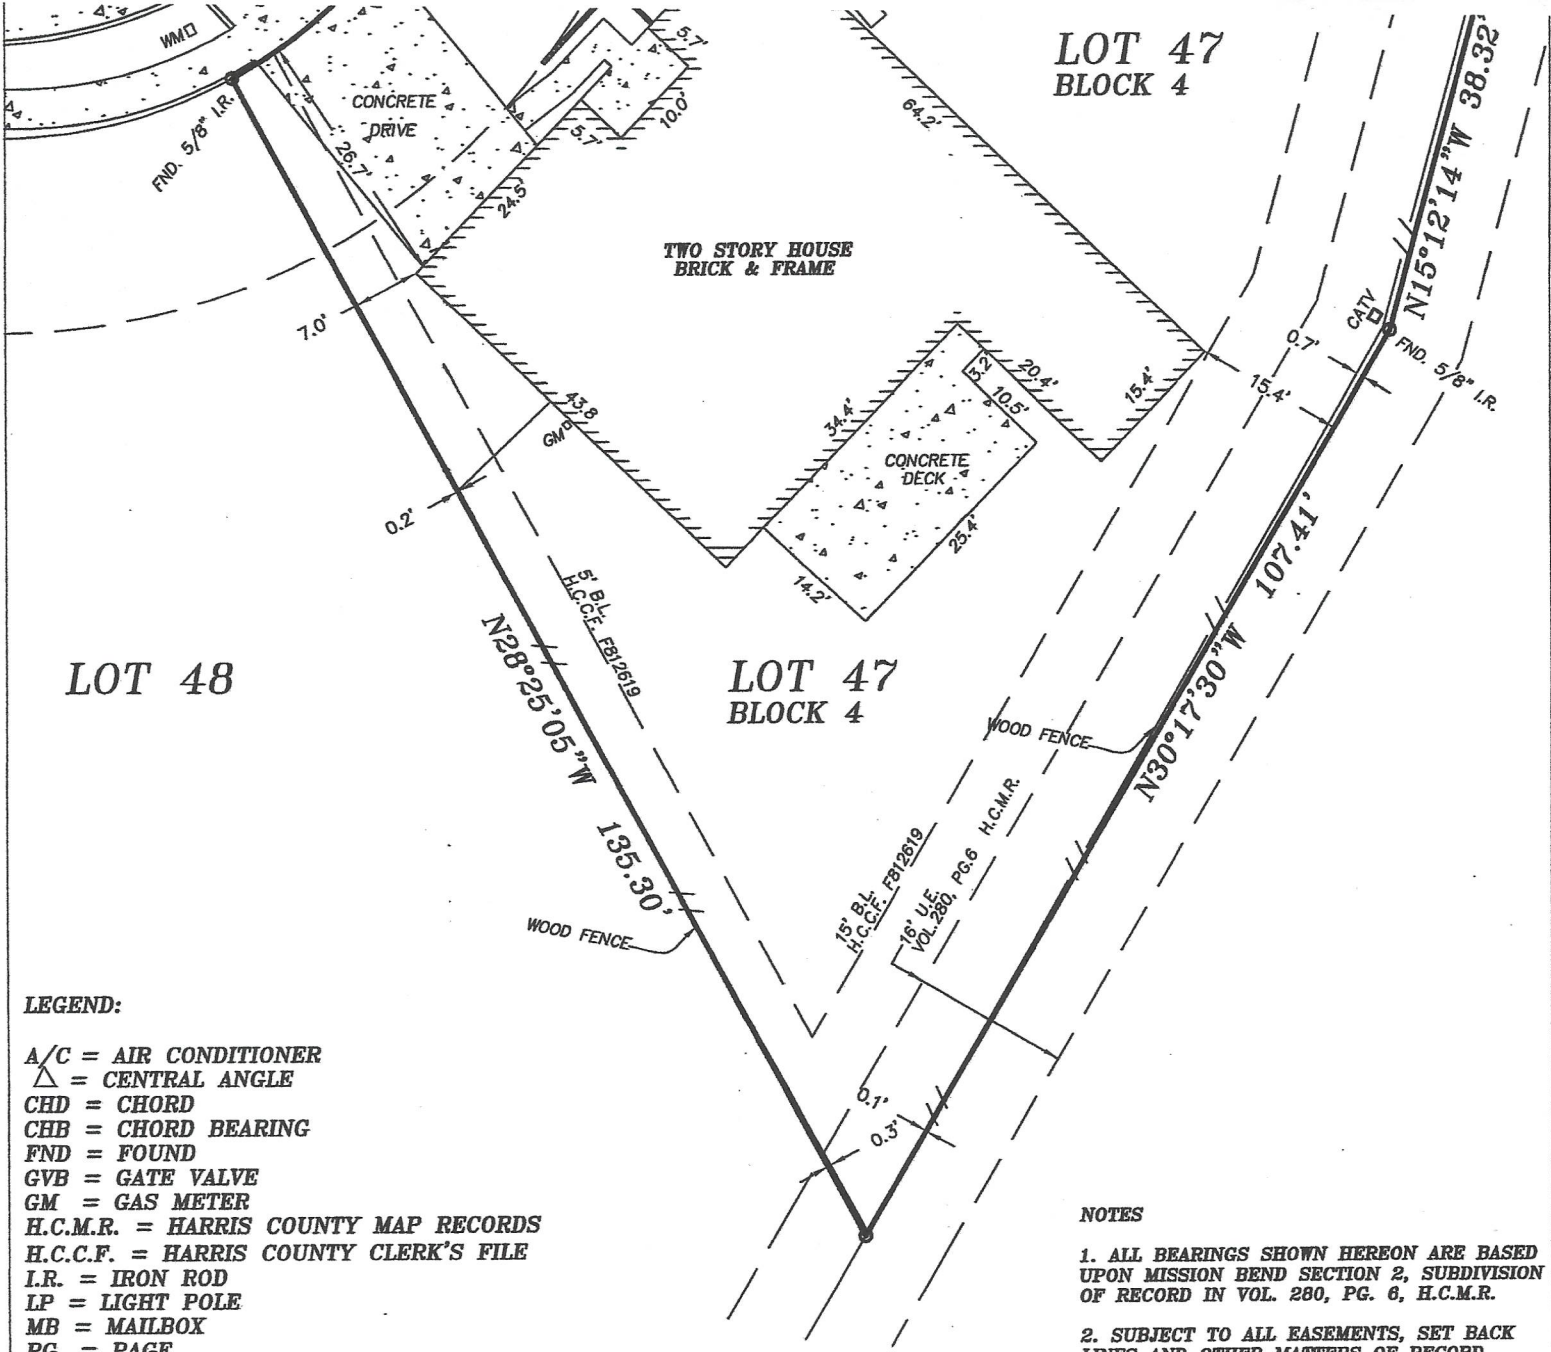 WM
FND. 5/8" I.R.
CONCRETE
DRIVE
26.7'
5.7'
10.0'
5.7'
24.5'
64.2'
LOT 47
BLOCK 4
N15°12'14"W 38.32'
TWO STORY HOUSE
BRICK & FRAME
7.0'
CATV
FND. 5/8" I.R.
0.7'
15.4'
43.8
GM
0.2'
34.4'
3.2'
20.4'
10.5'
15.4'
CONCRETE
DECK
25.4'
14.2'
5' B.L.
H.C.C.F. F812619
N28°25'05"W 135.30'
LOT 48
LOT 47
BLOCK 4
N30°17'30"W 107.41'
WOOD FENCE
WOOD FENCE
15' B.L.
H.C.C.F. F812619
16' U.E.
VOL.280, PG.6 H.C.M.R.
0.1'
0.3'
LEGEND:
A/C = AIR CONDITIONER
△ = CENTRAL ANGLE
CHD = CHORD
CHB = CHORD BEARING
FND = FOUND
GVB = GATE VALVE
GM = GAS METER
H.C.M.R. = HARRIS COUNTY MAP RECORDS
H.C.C.F. = HARRIS COUNTY CLERK'S FILE
I.R. = IRON ROD
LP = LIGHT POLE
MB = MAILBOX
PG. = PAGE
NOTES
1. ALL BEARINGS SHOWN HEREON ARE BASED
UPON MISSION BEND SECTION 2, SUBDIVISION
OF RECORD IN VOL. 280, PG. 6, H.C.M.R.
2. SUBJECT TO ALL EASEMENTS, SET BACK
LINES AND OTHER MATTERS OF RECORD